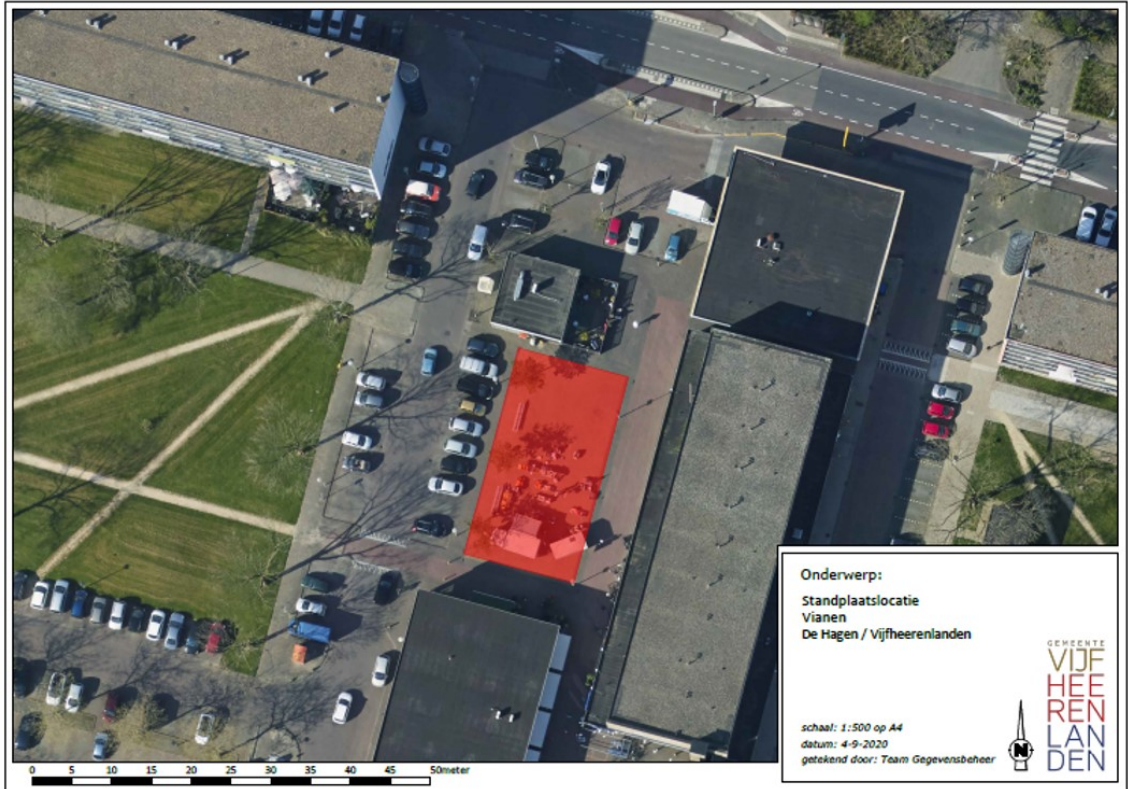 Onderwerp:
Standplaatslocatie
Vianen
De Hagen / Vijfheerenlanden
schaal: 1:500 op A4
datum: 4-9-2020
getekend door: Team Gegevensbeheer
N
GEMEENTE
VIJF
HEE
REN
LAN
DEN
0 5 10 15 20 25 30 35 40 45 50meter